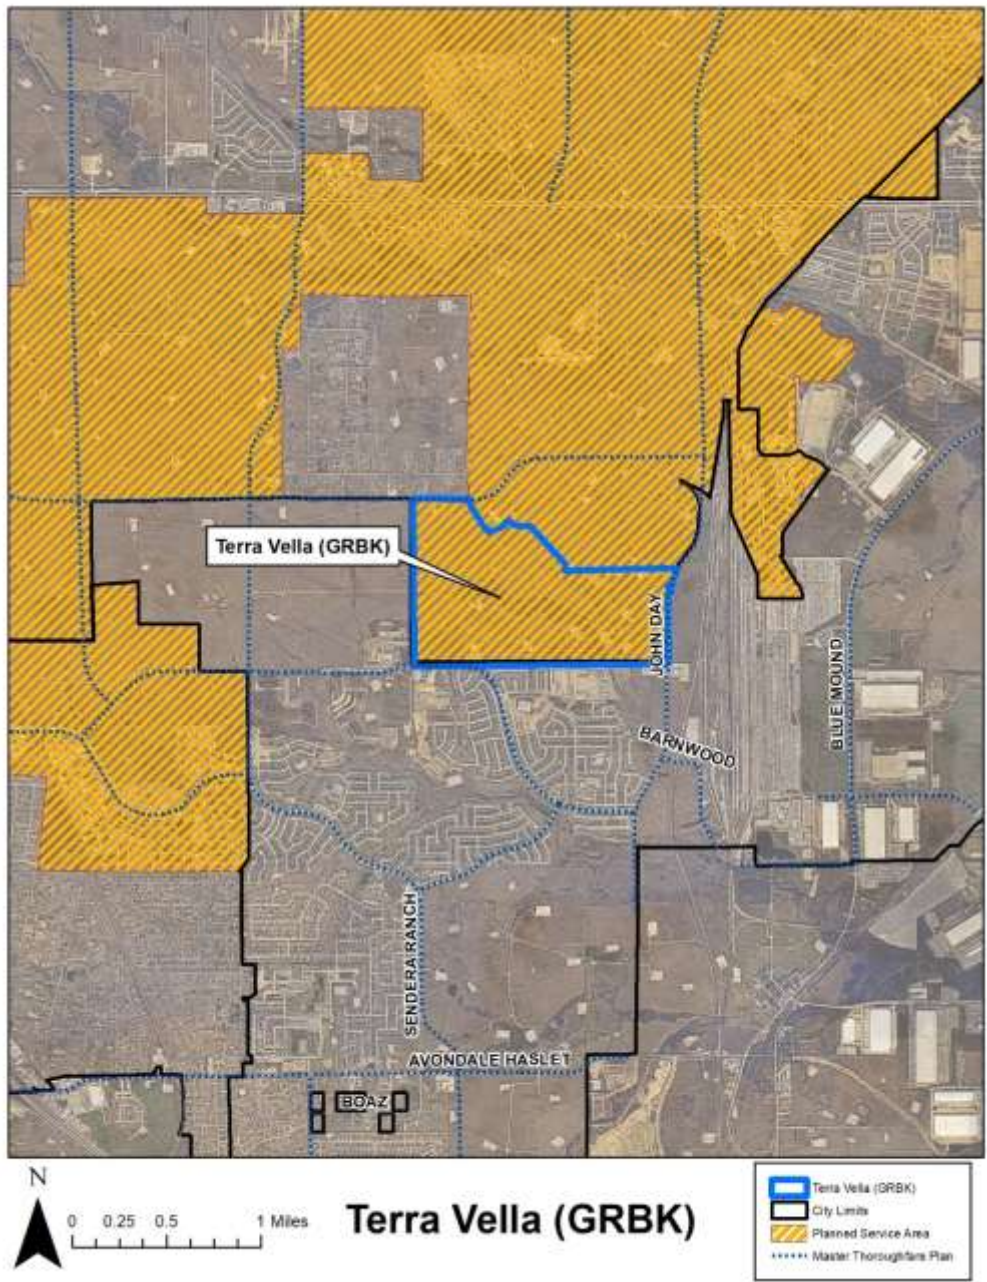 Terra Vella (GRBK)
JOHN DAY
BLUE MOUND
BARNWOOD
SENDERA RANCH
AVONDALE HASLET
BOAZ
N
0 0.25 0.5 1 Miles
Terra Vella (GRBK)
Terra Vella (GRBK)
City Limits
Planned Service Area
Master Thoroughfare Plan